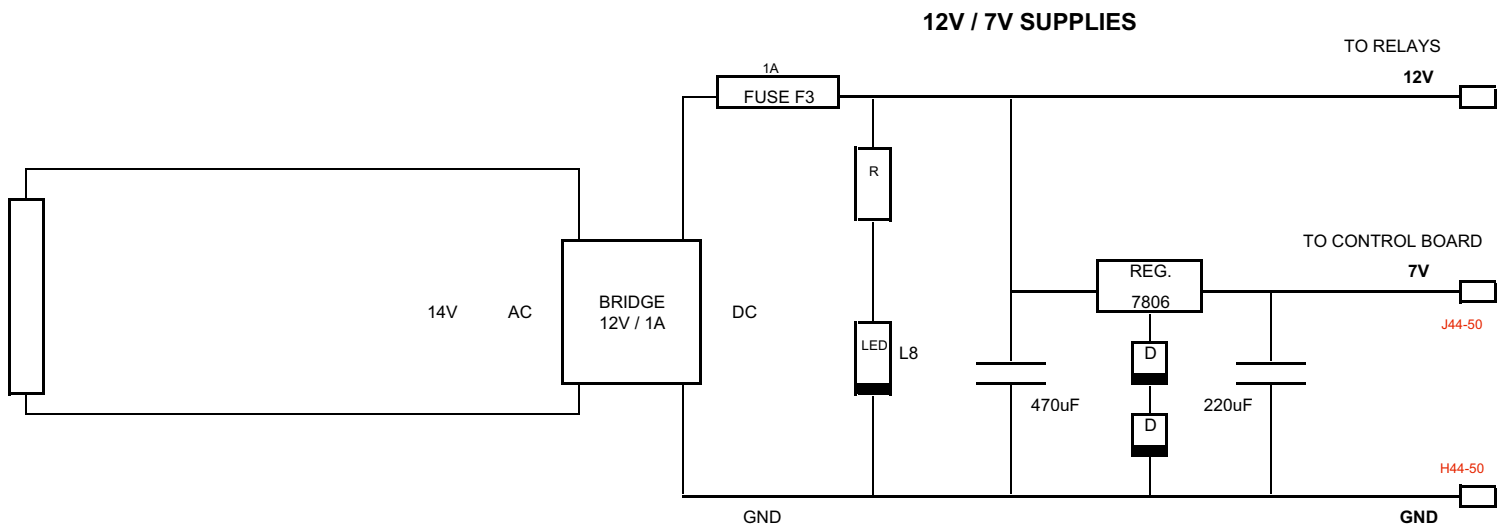 12V / 7V SUPPLIES
TO RELAYS
12V
1A
FUSE F3
R
TO CONTROL BOARD
7V
REG.
7806
14V
AC
BRIDGE
12V / 1A
DC
J44-50
LED
L8
D
470uF
220uF
D
H44-50
GND
GND